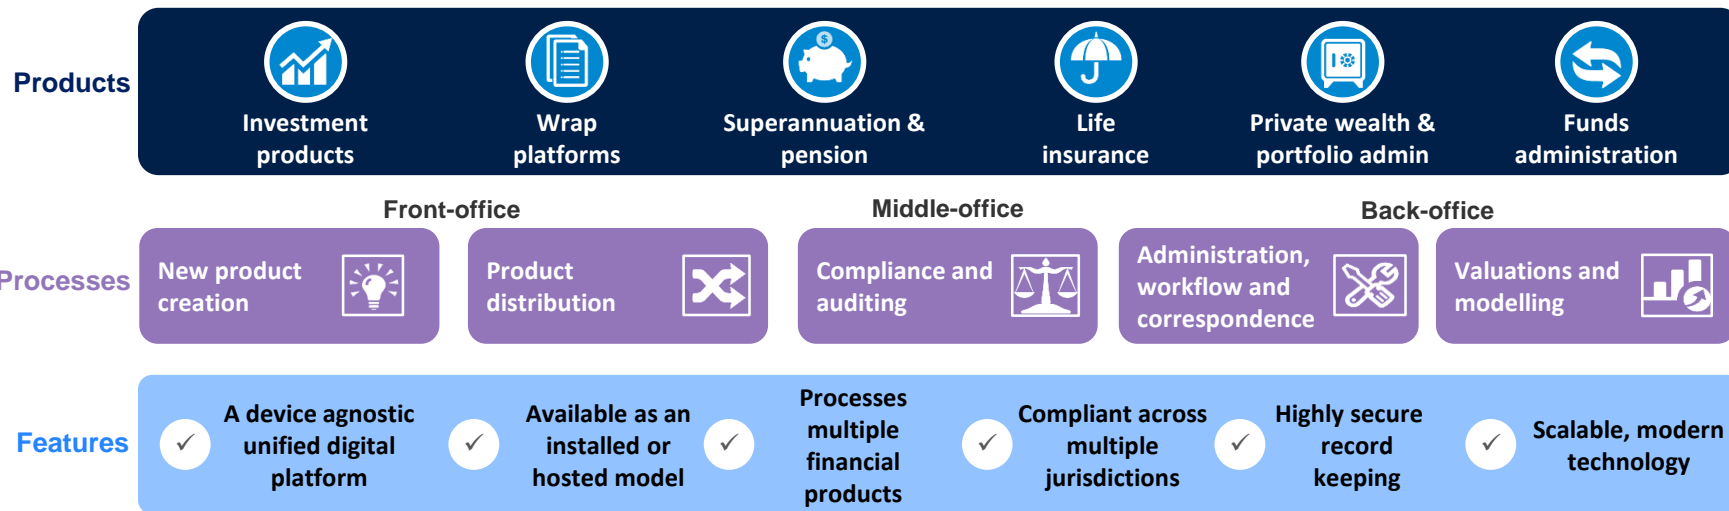 Products
Investment
products
Wrap
platforms
Superannuation &
pension
Life
insurance
Private wealth &
portfolio admin
Funds
administration
Front-office
Middle-office
Back-office
Processes
New product
creation
Product
distribution
Compliance and
auditing
Administration,
workflow and
correspondence
Valuations and
modelling
Features
A device agnostic
unified digital
platform
Available as an
installed or
hosted model
Processes
multiple
financial
products
Compliant across
multiple
jurisdictions
Highly secure
record
keeping
Scalable, modern
technology